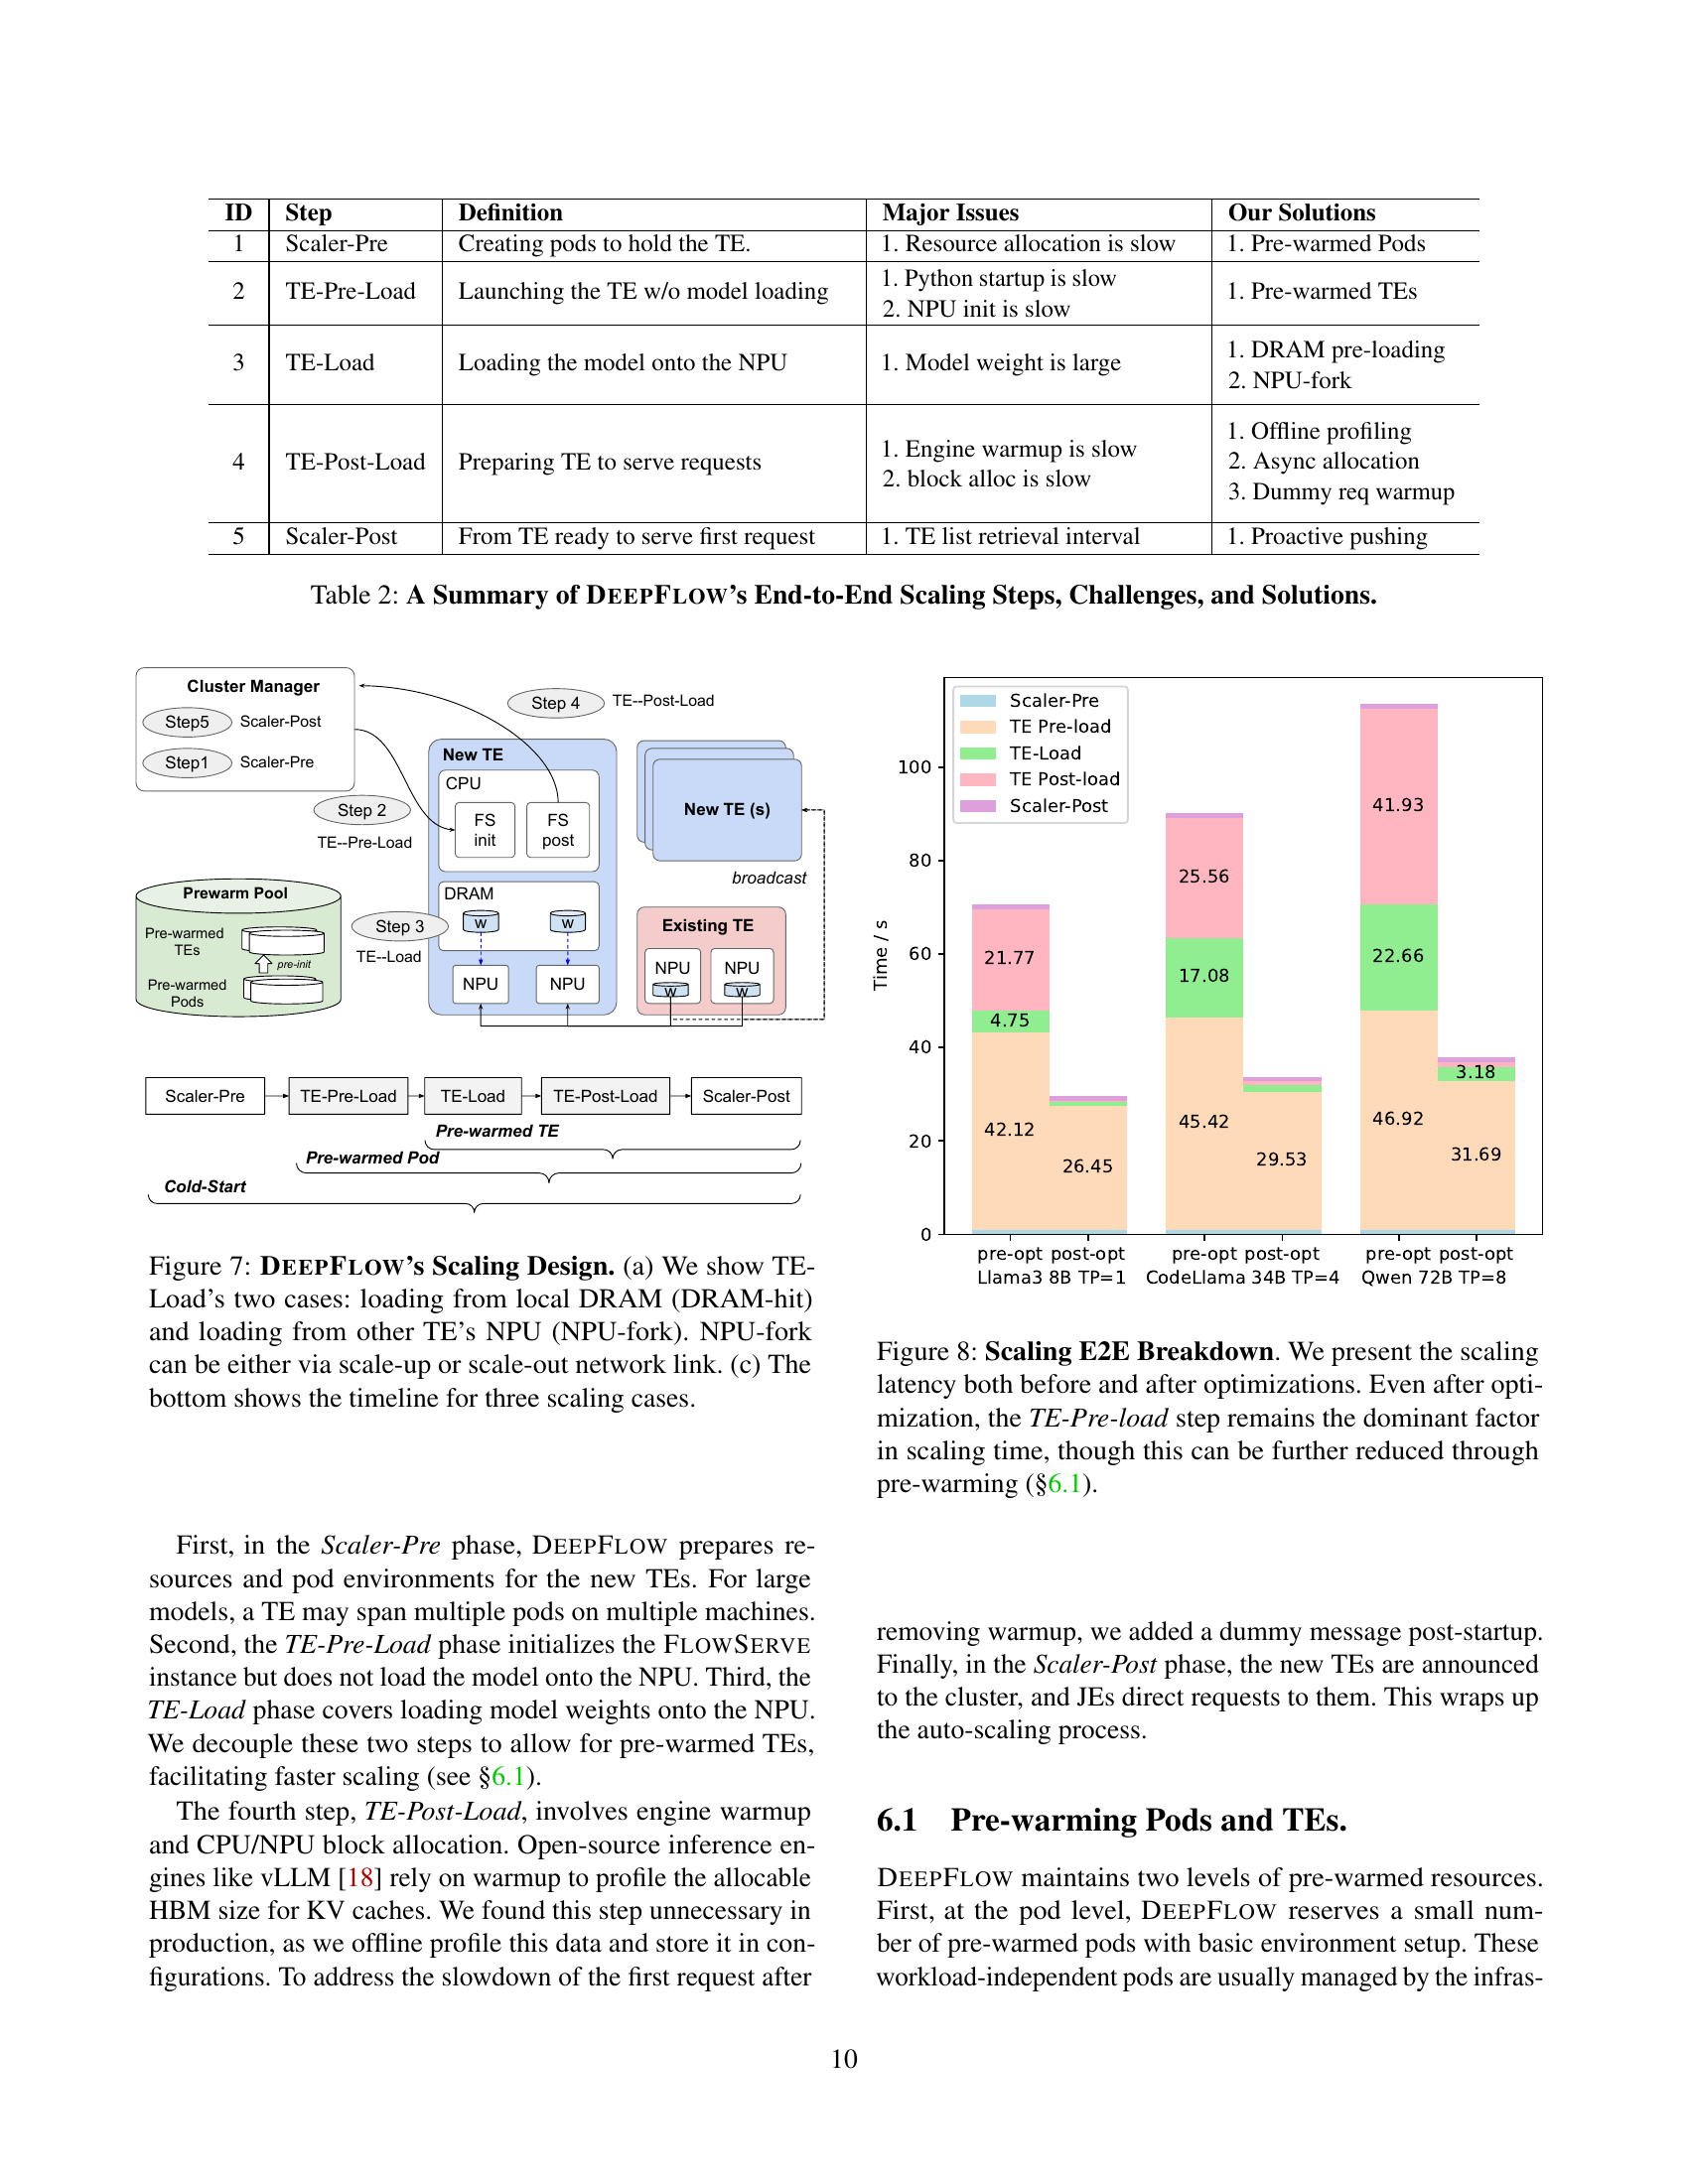 ID Step Definition Major Issues Our Solutions
1 Scaler-Pre Creating pods to hold the TE. 1. Resource allocation is slow 1. Pre-warmed Pods
2 TE-Pre-Load Launching the TE w/o model loading 1. Python startup is slow 2. NPU init is slow 1. Pre-warmed TEs
3 TE-Load Loading the model onto the NPU 1. Model weight is large 1. DRAM pre-loading 2. NPU-fork
4 TE-Post-Load Preparing TE to serve requests 1. Engine warmup is slow 2. block alloc is slow 1. Offline profiling 2. Async allocation 3. Dummy req warmup
5 Scaler-Post From TE ready to serve first request 1. TE list retrieval interval 1. Proactive pushing
Table 2: A Summary of DEEPFLOW's End-to-End Scaling Steps, Challenges, and Solutions.
Cluster Manager
Step5 Scaler-Post
Step1 Scaler-Pre
Step 4 TE--Post-Load
Step 2
TE--Pre-Load
New TE
CPU
FS init
FS post
New TE (s)
broadcast
Prewarm Pool
Pre-warmed TEs
pre-init
Pre-warmed Pods
Step 3
TE--Load
DRAM
w w
NPU NPU
Existing TE
NPU NPU
w w
Scaler-Pre TE-Pre-Load TE-Load TE-Post-Load Scaler-Post
Pre-warmed TE
Pre-warmed Pod
Cold-Start
Figure 7: DEEPFLOW's Scaling Design. (a) We show TE-
Load's two cases: loading from local DRAM (DRAM-hit)
and loading from other TE's NPU (NPU-fork). NPU-fork
can be either via scale-up or scale-out network link. (c) The
bottom shows the timeline for three scaling cases.
First, in the Scaler-Pre phase, DEEPFLOW prepares re-
sources and pod environments for the new TEs. For large
models, a TE may span multiple pods on multiple machines.
Second, the TE-Pre-Load phase initializes the FLOWSERVE
instance but does not load the model onto the NPU. Third, the
TE-Load phase covers loading model weights onto the NPU.
We decouple these two steps to allow for pre-warmed TEs,
facilitating faster scaling (see §6.1).
The fourth step, TE-Post-Load, involves engine warmup
and CPU/NPU block allocation. Open-source inference en-
gines like vLLM [18] rely on warmup to profile the allocable
HBM size for KV caches. We found this step unnecessary in
production, as we offline profile this data and store it in con-
figurations. To address the slowdown of the first request after
Scaler-Pre
TE Pre-load
TE-Load
TE Post-load
Scaler-Post
Time / s
100
80
60
40
20
0
21.77
4.75
42.12
26.45
25.56
17.08
45.42
29.53
41.93
22.66
46.92
3.18
31.69
pre-opt post-opt pre-opt post-opt pre-opt post-opt
Llama3 8B TP=1 CodeLlama 34B TP=4 Qwen 72B TP=8
Figure 8: Scaling E2E Breakdown. We present the scaling
latency both before and after optimizations. Even after opti-
mization, the TE-Pre-load step remains the dominant factor
in scaling time, though this can be further reduced through
pre-warming (§6.1).
removing warmup, we added a dummy message post-startup.
Finally, in the Scaler-Post phase, the new TEs are announced
to the cluster, and JEs direct requests to them. This wraps up
the auto-scaling process.
6.1 Pre-warming Pods and TEs.
DEEPFLOW maintains two levels of pre-warmed resources.
First, at the pod level, DEEPFLOW reserves a small num-
ber of pre-warmed pods with basic environment setup. These
workload-independent pods are usually managed by the infras-
10